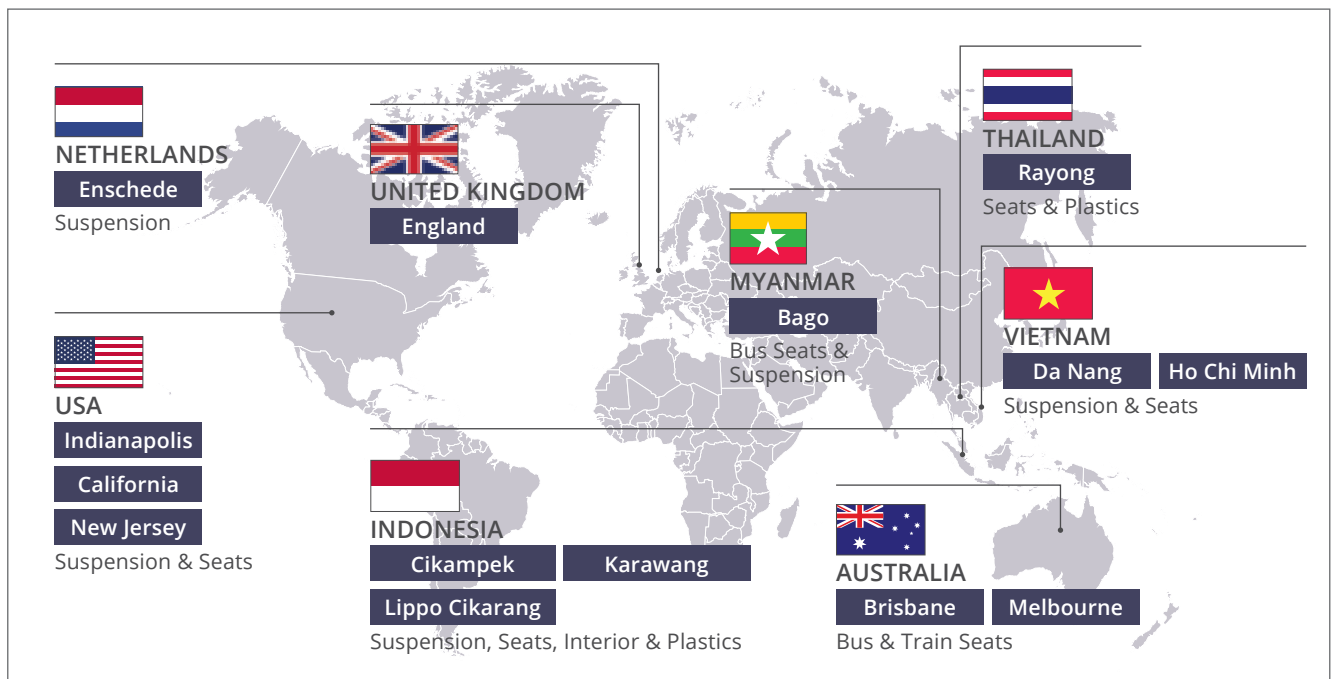 NETHERLANDS
Enschede
Suspension
UNITED KINGDOM
England
THAILAND
Rayong
Seats & Plastics
MYANMAR
Bago
Bus Seats &
Suspension
VIETNAM
Da Nang
Ho Chi Minh
Suspension & Seats
USA
Indianapolis
California
New Jersey
Suspension & Seats
INDONESIA
Cikampek
Karawang
Lippo Cikarang
Suspension, Seats, Interior & Plastics
AUSTRALIA
Brisbane
Melbourne
Bus & Train Seats